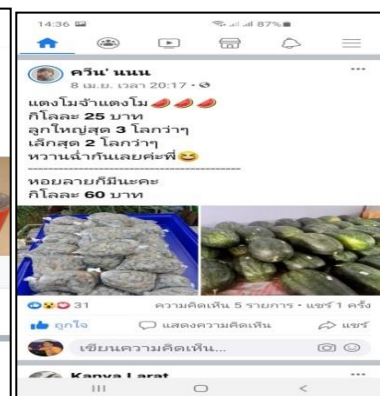 14:36
87%
ควีน' นนน
8 เม.ย. เวลา 20:17
แตงโมจ้าแตงโม🍉🍉🍉
กิโลละ 25 บาท
ลูกใหญ่สุด 3 โลกว่าๆ
เล็กสุด 2 โลกว่าๆ
หวานฉ่ำกันเลยค่ะพี่😆
----------------------------------------
หอยลายก็มีนะคะ
กิโลละ 60 บาท
31 ความคิดเห็น 5 รายการ • แชร์ 1 ครั้ง
ถูกใจ แสดงความคิดเห็น แชร์
เขียนความคิดเห็น...
Kanya Larat